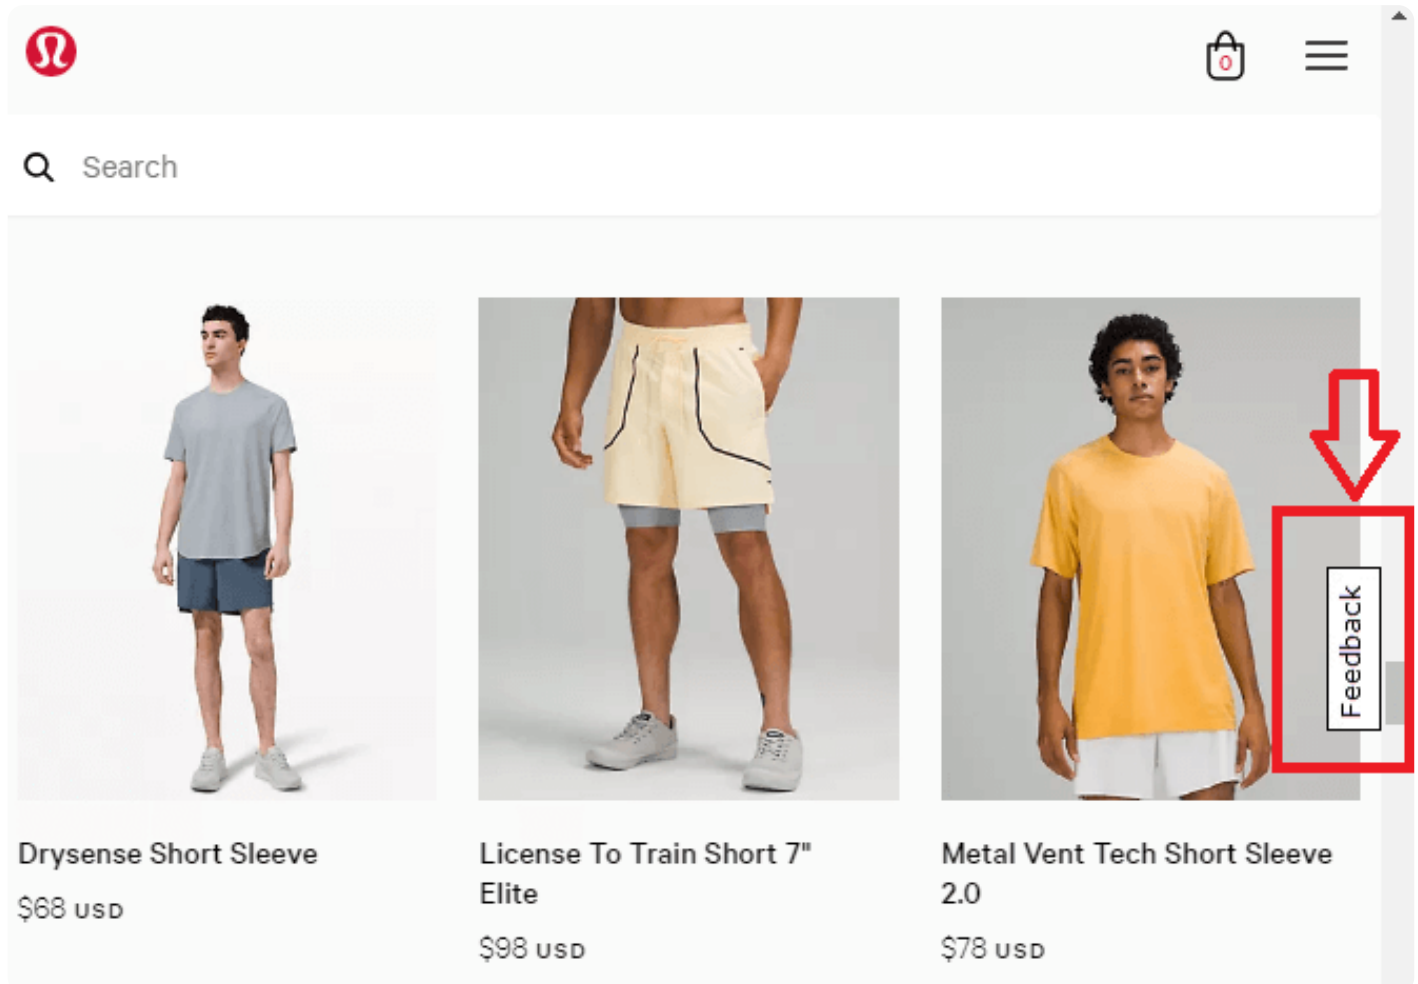 0
Search
Feedback
Drysense Short Sleeve
$68 USD
License To Train Short 7"
Elite
$98 USD
Metal Vent Tech Short Sleeve
2.0
$78 USD